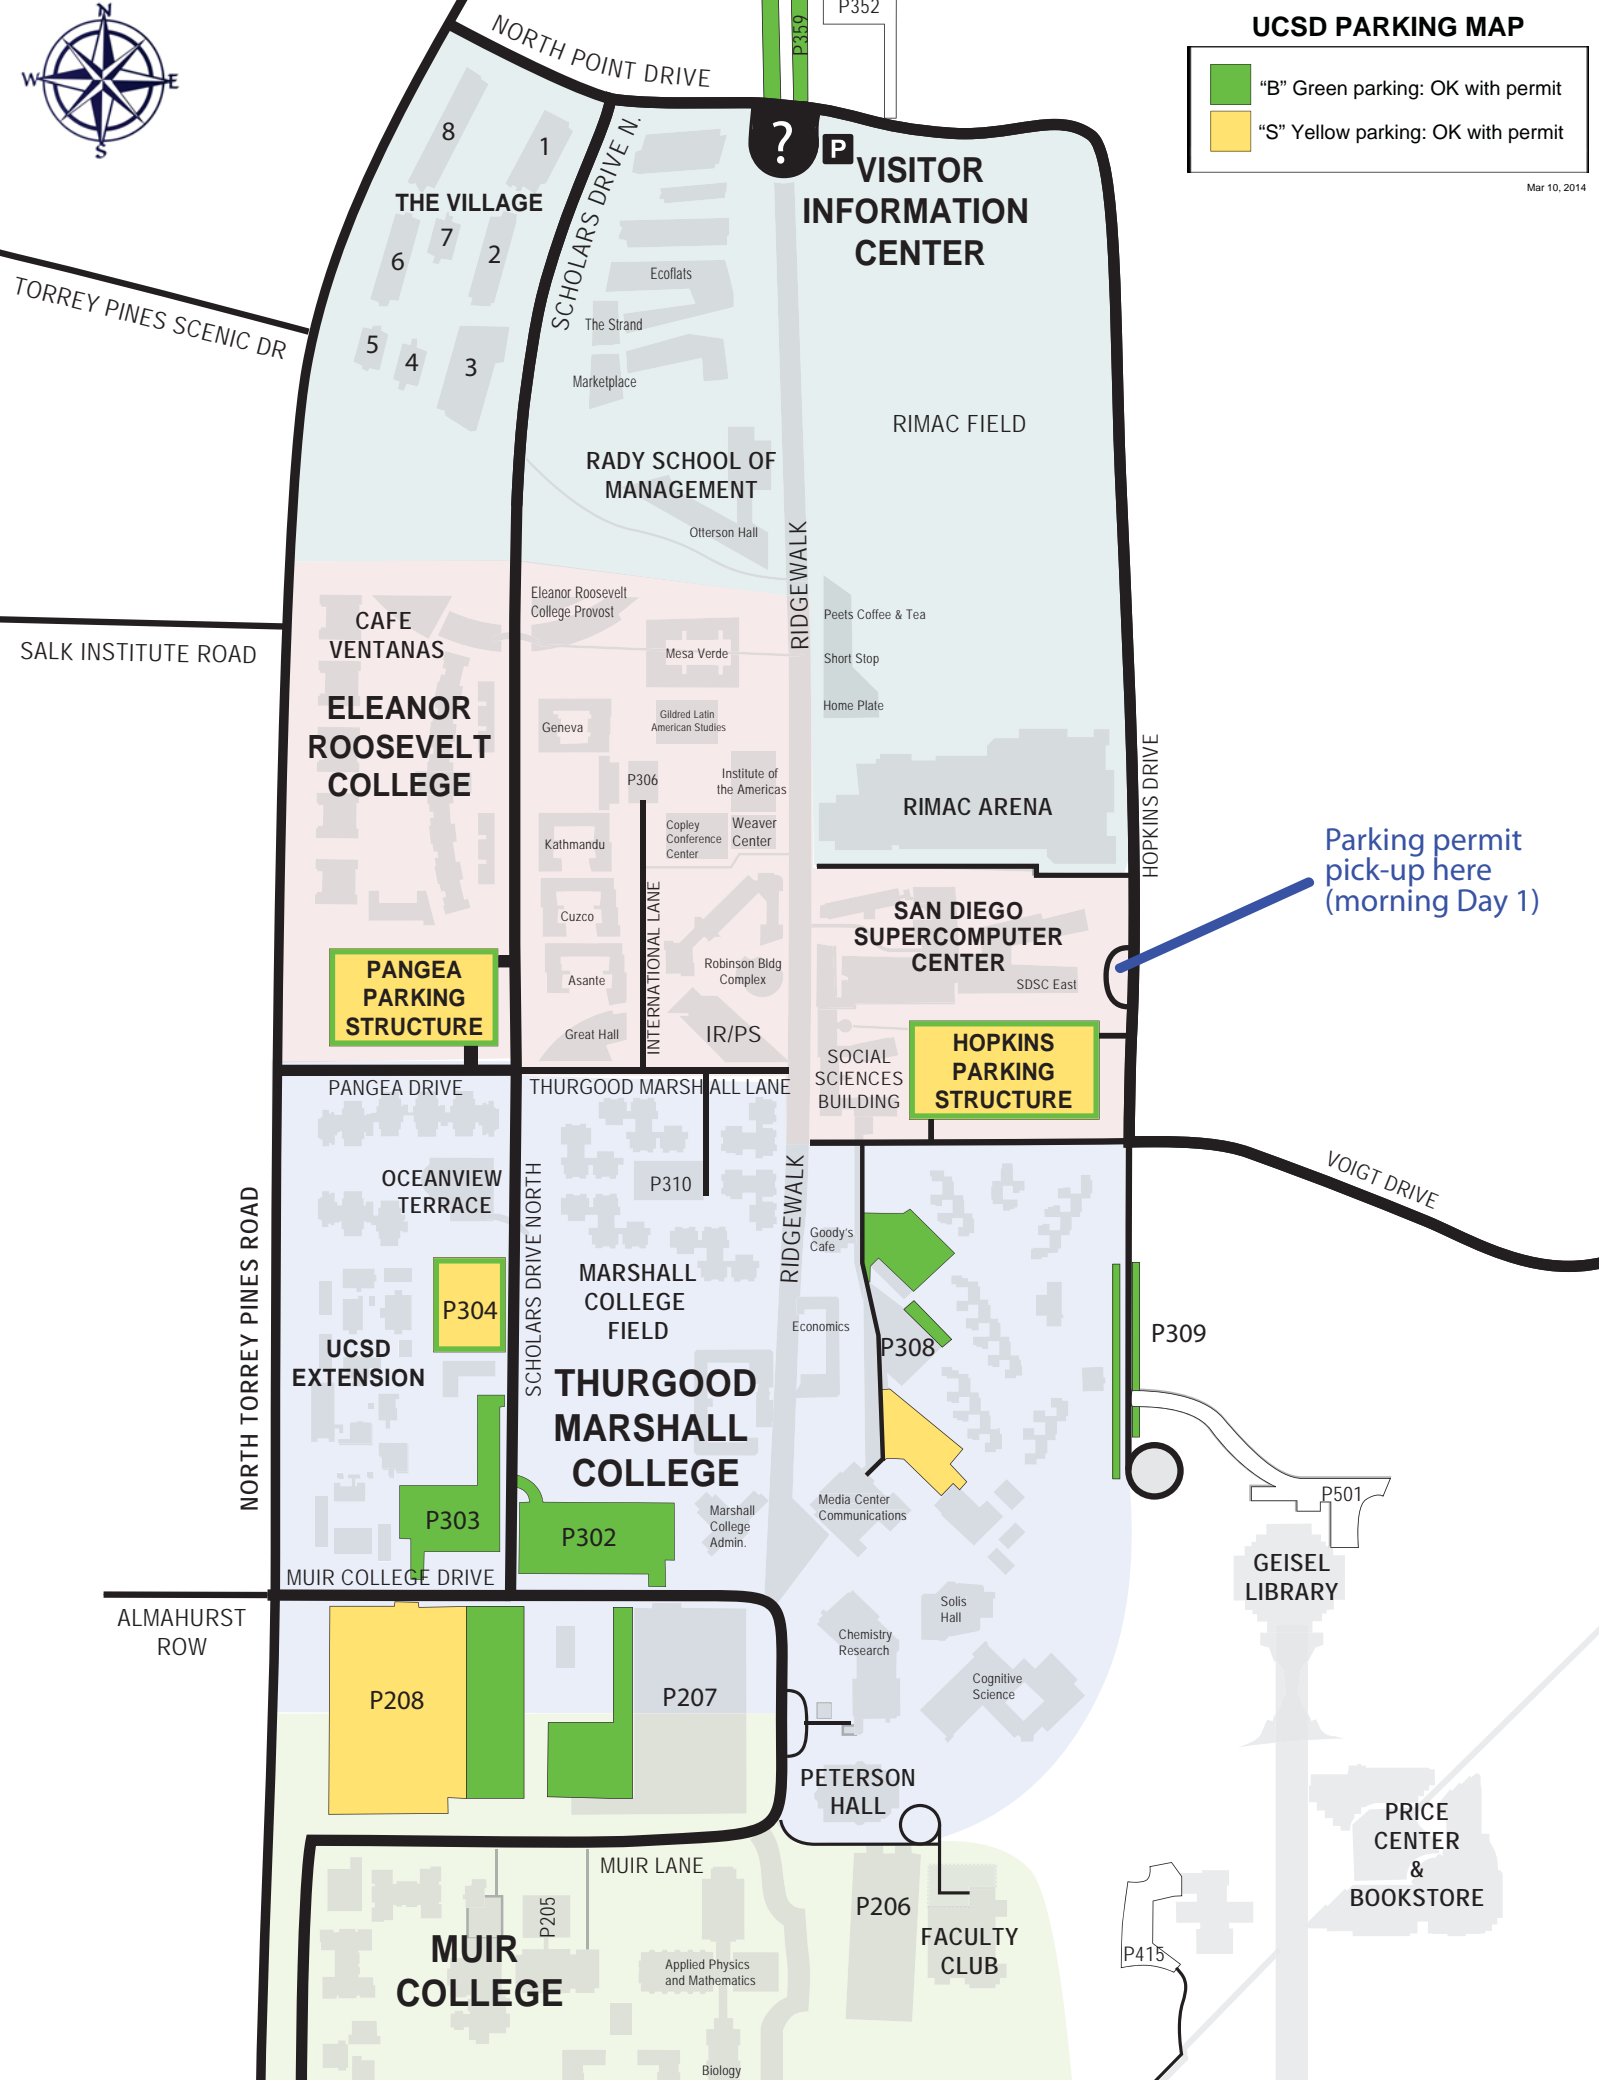 N
W
E
S
NORTH POINT DRIVE
P359
P352
UCSD PARKING MAP
“B” Green parking: OK with permit
“S” Yellow parking: OK with permit
Mar 10, 2014
?
P
VISITOR
INFORMATION
CENTER
8
1
THE VILLAGE
7
6
2
5
4
3
SCHOLARS DRIVE N.
Ecoflats
The Strand
Marketplace
TORREY PINES SCENIC DR
RIMAC FIELD
RADY SCHOOL OF
MANAGEMENT
Otterson Hall
RIDGEWALK
Eleanor Roosevelt
College Provost
CAFE
VENTANAS
SALK INSTITUTE ROAD
Mesa Verde
Peets Coffee & Tea
Short Stop
Home Plate
ELEANOR
ROOSEVELT
COLLEGE
Geneva
Gildred Latin
American Studies
P306
Institute of
the Americas
RIMAC ARENA
HOPKINS DRIVE
Kathmandu
Copley
Conference
Center
Weaver
Center
Parking permit
pick-up here
(morning Day 1)
Cuzco
INTERNATIONAL LANE
SAN DIEGO
SUPERCOMPUTER
CENTER
SDSC East
PANGEA
PARKING
STRUCTURE
Asante
Robinson Bldg
Complex
Great Hall
IR/PS
SOCIAL
SCIENCES
BUILDING
HOPKINS
PARKING
STRUCTURE
PANGEA DRIVE
THURGOOD MARSHALL LANE
OCEANVIEW
TERRACE
P310
RIDGEWALK
VOIGT DRIVE
NORTH TORREY PINES ROAD
SCHOLARS DRIVE NORTH
Goody's
Cafe
MARSHALL
COLLEGE
FIELD
P304
Economics
P308
P309
UCSD
EXTENSION
THURGOOD
MARSHALL
COLLEGE
P303
P302
Marshall
College
Admin.
Media Center
Communications
P501
GEISEL
LIBRARY
MUIR COLLEGE DRIVE
ALMAHURST
ROW
Solis
Hall
Chemistry
Research
Cognitive
Science
P208
P207
PETERSON
HALL
PRICE
CENTER
&
BOOKSTORE
MUIR LANE
P205
P206
FACULTY
CLUB
P415
MUIR
COLLEGE
Applied Physics
and Mathematics
Biology